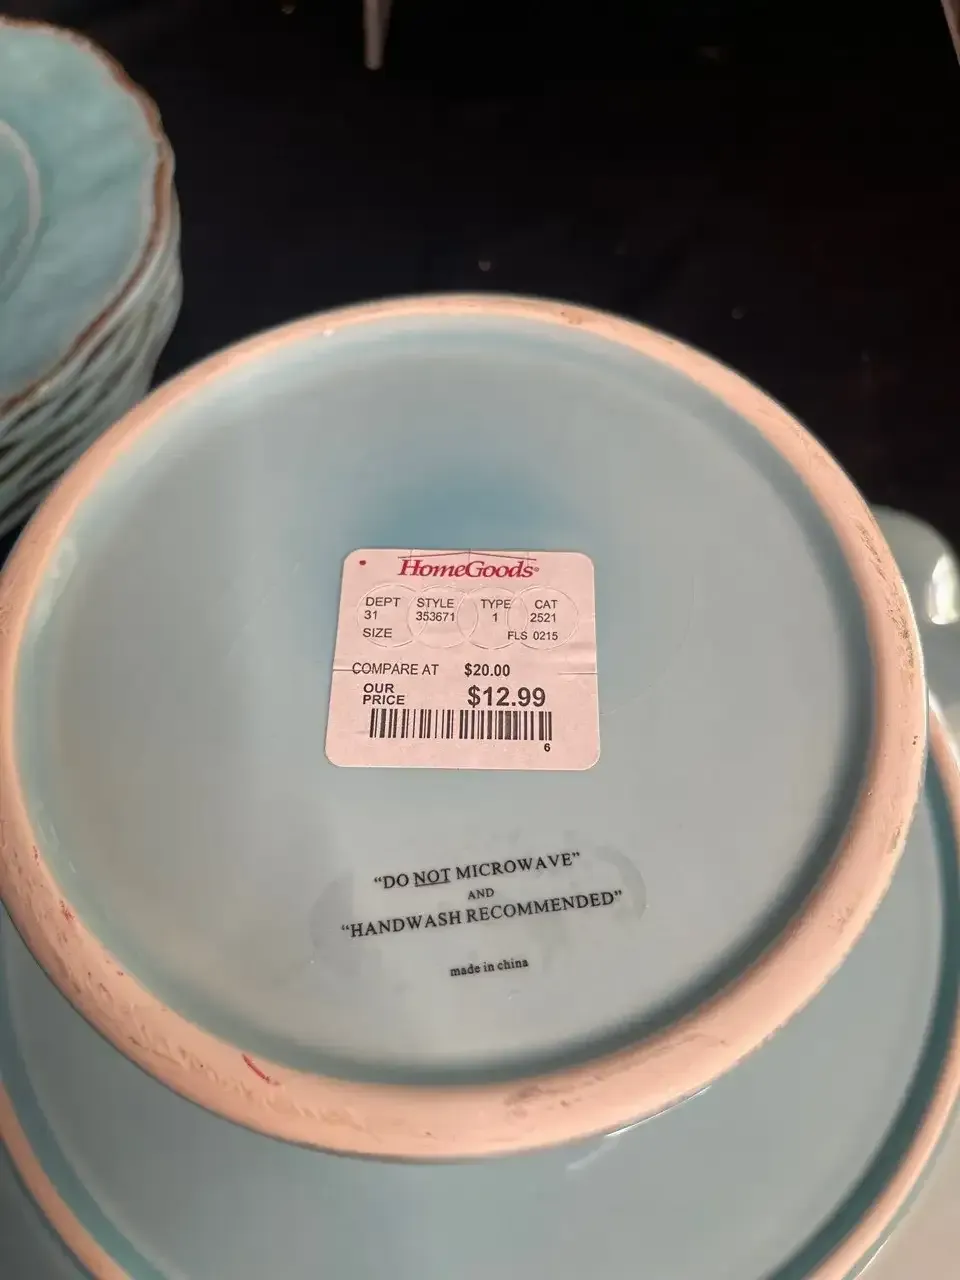 HomeGoods®
DEPT STYLE TYPE CAT
31 353671 1 2521
SIZE FLS 0215
COMPARE AT $20.00
OUR
PRICE $12.99
6
“DO NOT MICROWAVE”
AND
“HANDWASH RECOMMENDED”
made in china